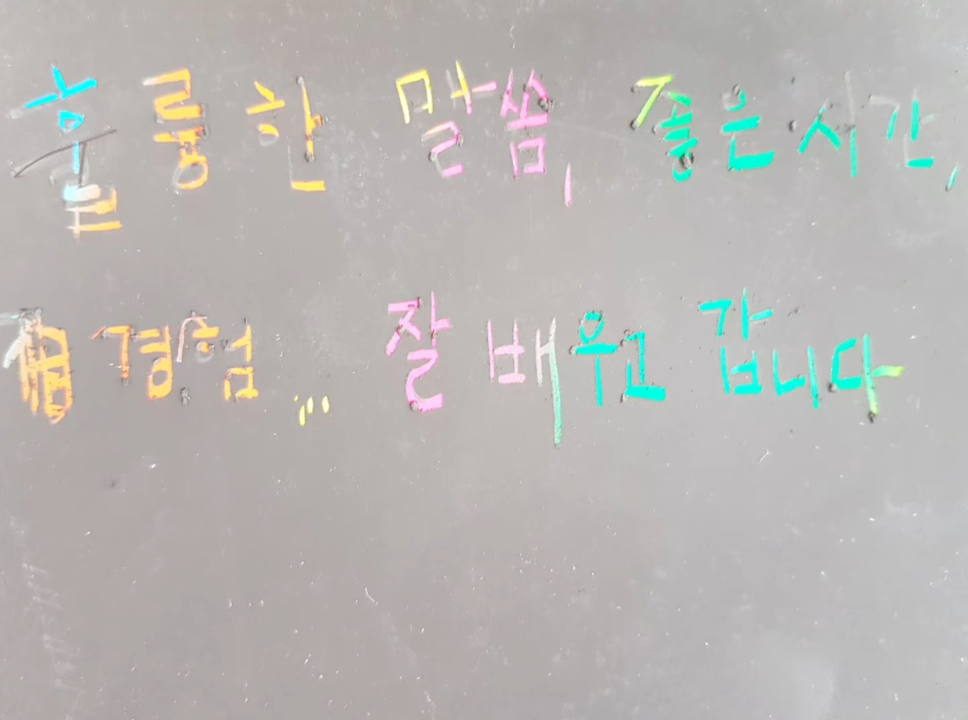 훌륭한 말씀, 좋은시간,
경험 ... 잘 배우고 갑니다